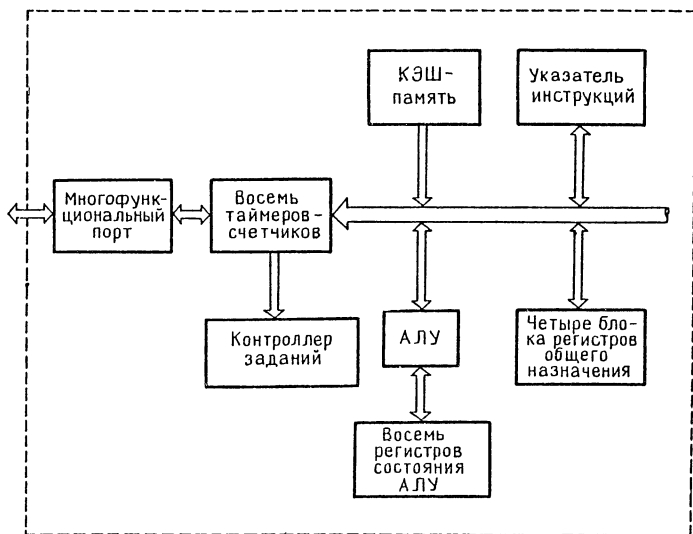 КЭШ-
память
Указатель
инструкций
Многофунк-
циональный
порт
Восемь
таймеров-
счетчиков
Контроллер
заданий
АЛУ
Четыре бло-
ка регистров
общего
назначения
Восемь
регистров
состояния
АЛУ